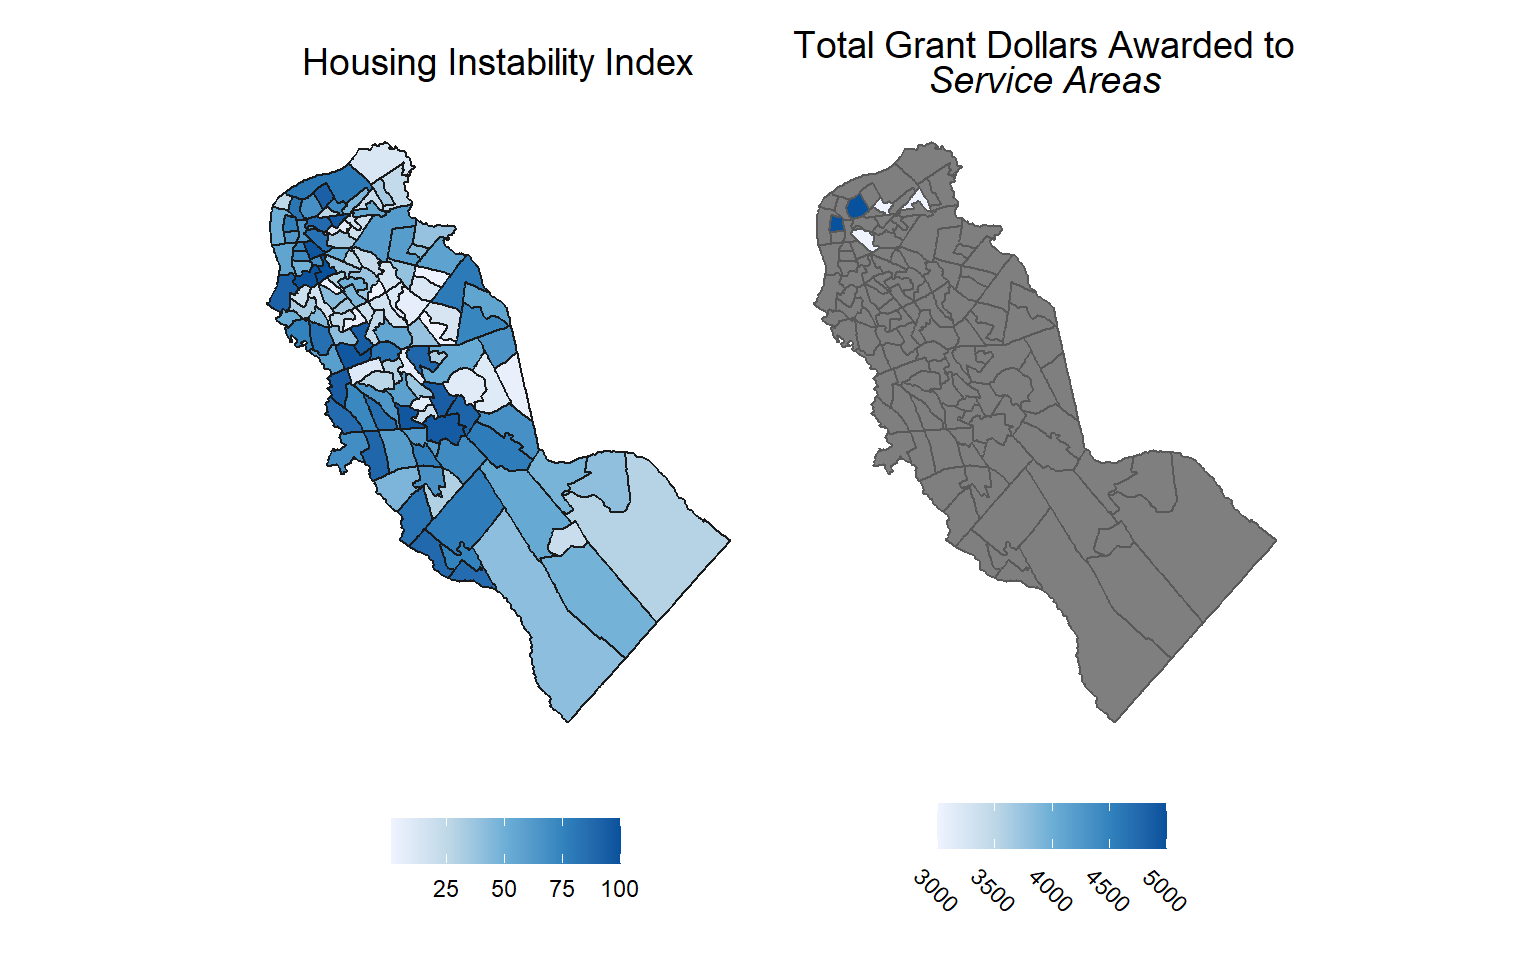 Housing Instability Index
Total Grant Dollars Awarded to
Service Areas
25 50 75 100
3000 3500 4000 4500 5000